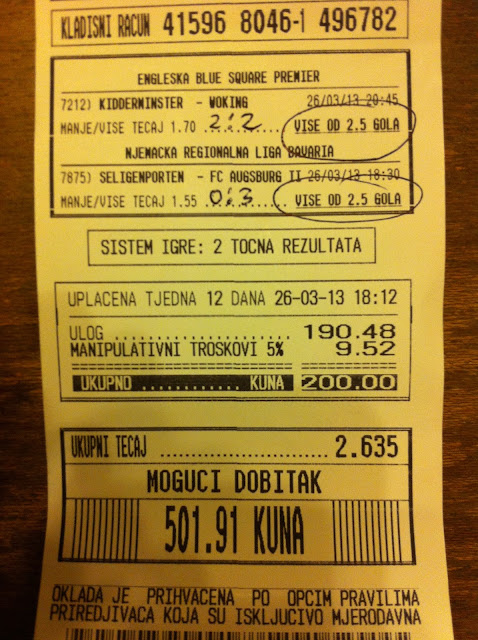 KLADISNI RACUN 41596 8046-1 496782
ENGLESKA BLUE SQUARE PREMIER
7212) KIDDERMINSTER - WOKING 26/03/13 20:45
MANJE/VISE TECAJ 1.70 ....2:2.... VISE OD 2.5 GOLA
NJEMACKA REGIONALNA LIGA BAVARIA
7875) SELIGENPORTEN - FC AUGSBURG II 26/03/13 18:30
MANJE/VISE TECAJ 1.55 ....0:3.... VISE OD 2.5 GOLA
SISTEM IGRE: 2 TOCNA REZULTATA
UPLACENA TJEDNA 12 DANA 26-03-13 18:12
ULOG ...................... 190.48
MANIPULATIVNI TROSKOVI 5% 9.52
UKUPNO ............ KUNA 200.00
UKUPNI TECAJ ........................ 2.635
MOGUCI DOBITAK
501.91 KUNA
OKLADA JE PRIHVACENA PO OPCIM PRAVILIMA
PRIREDJIVACA KOJA SU ISKLJUCIVO MJERODAVNA